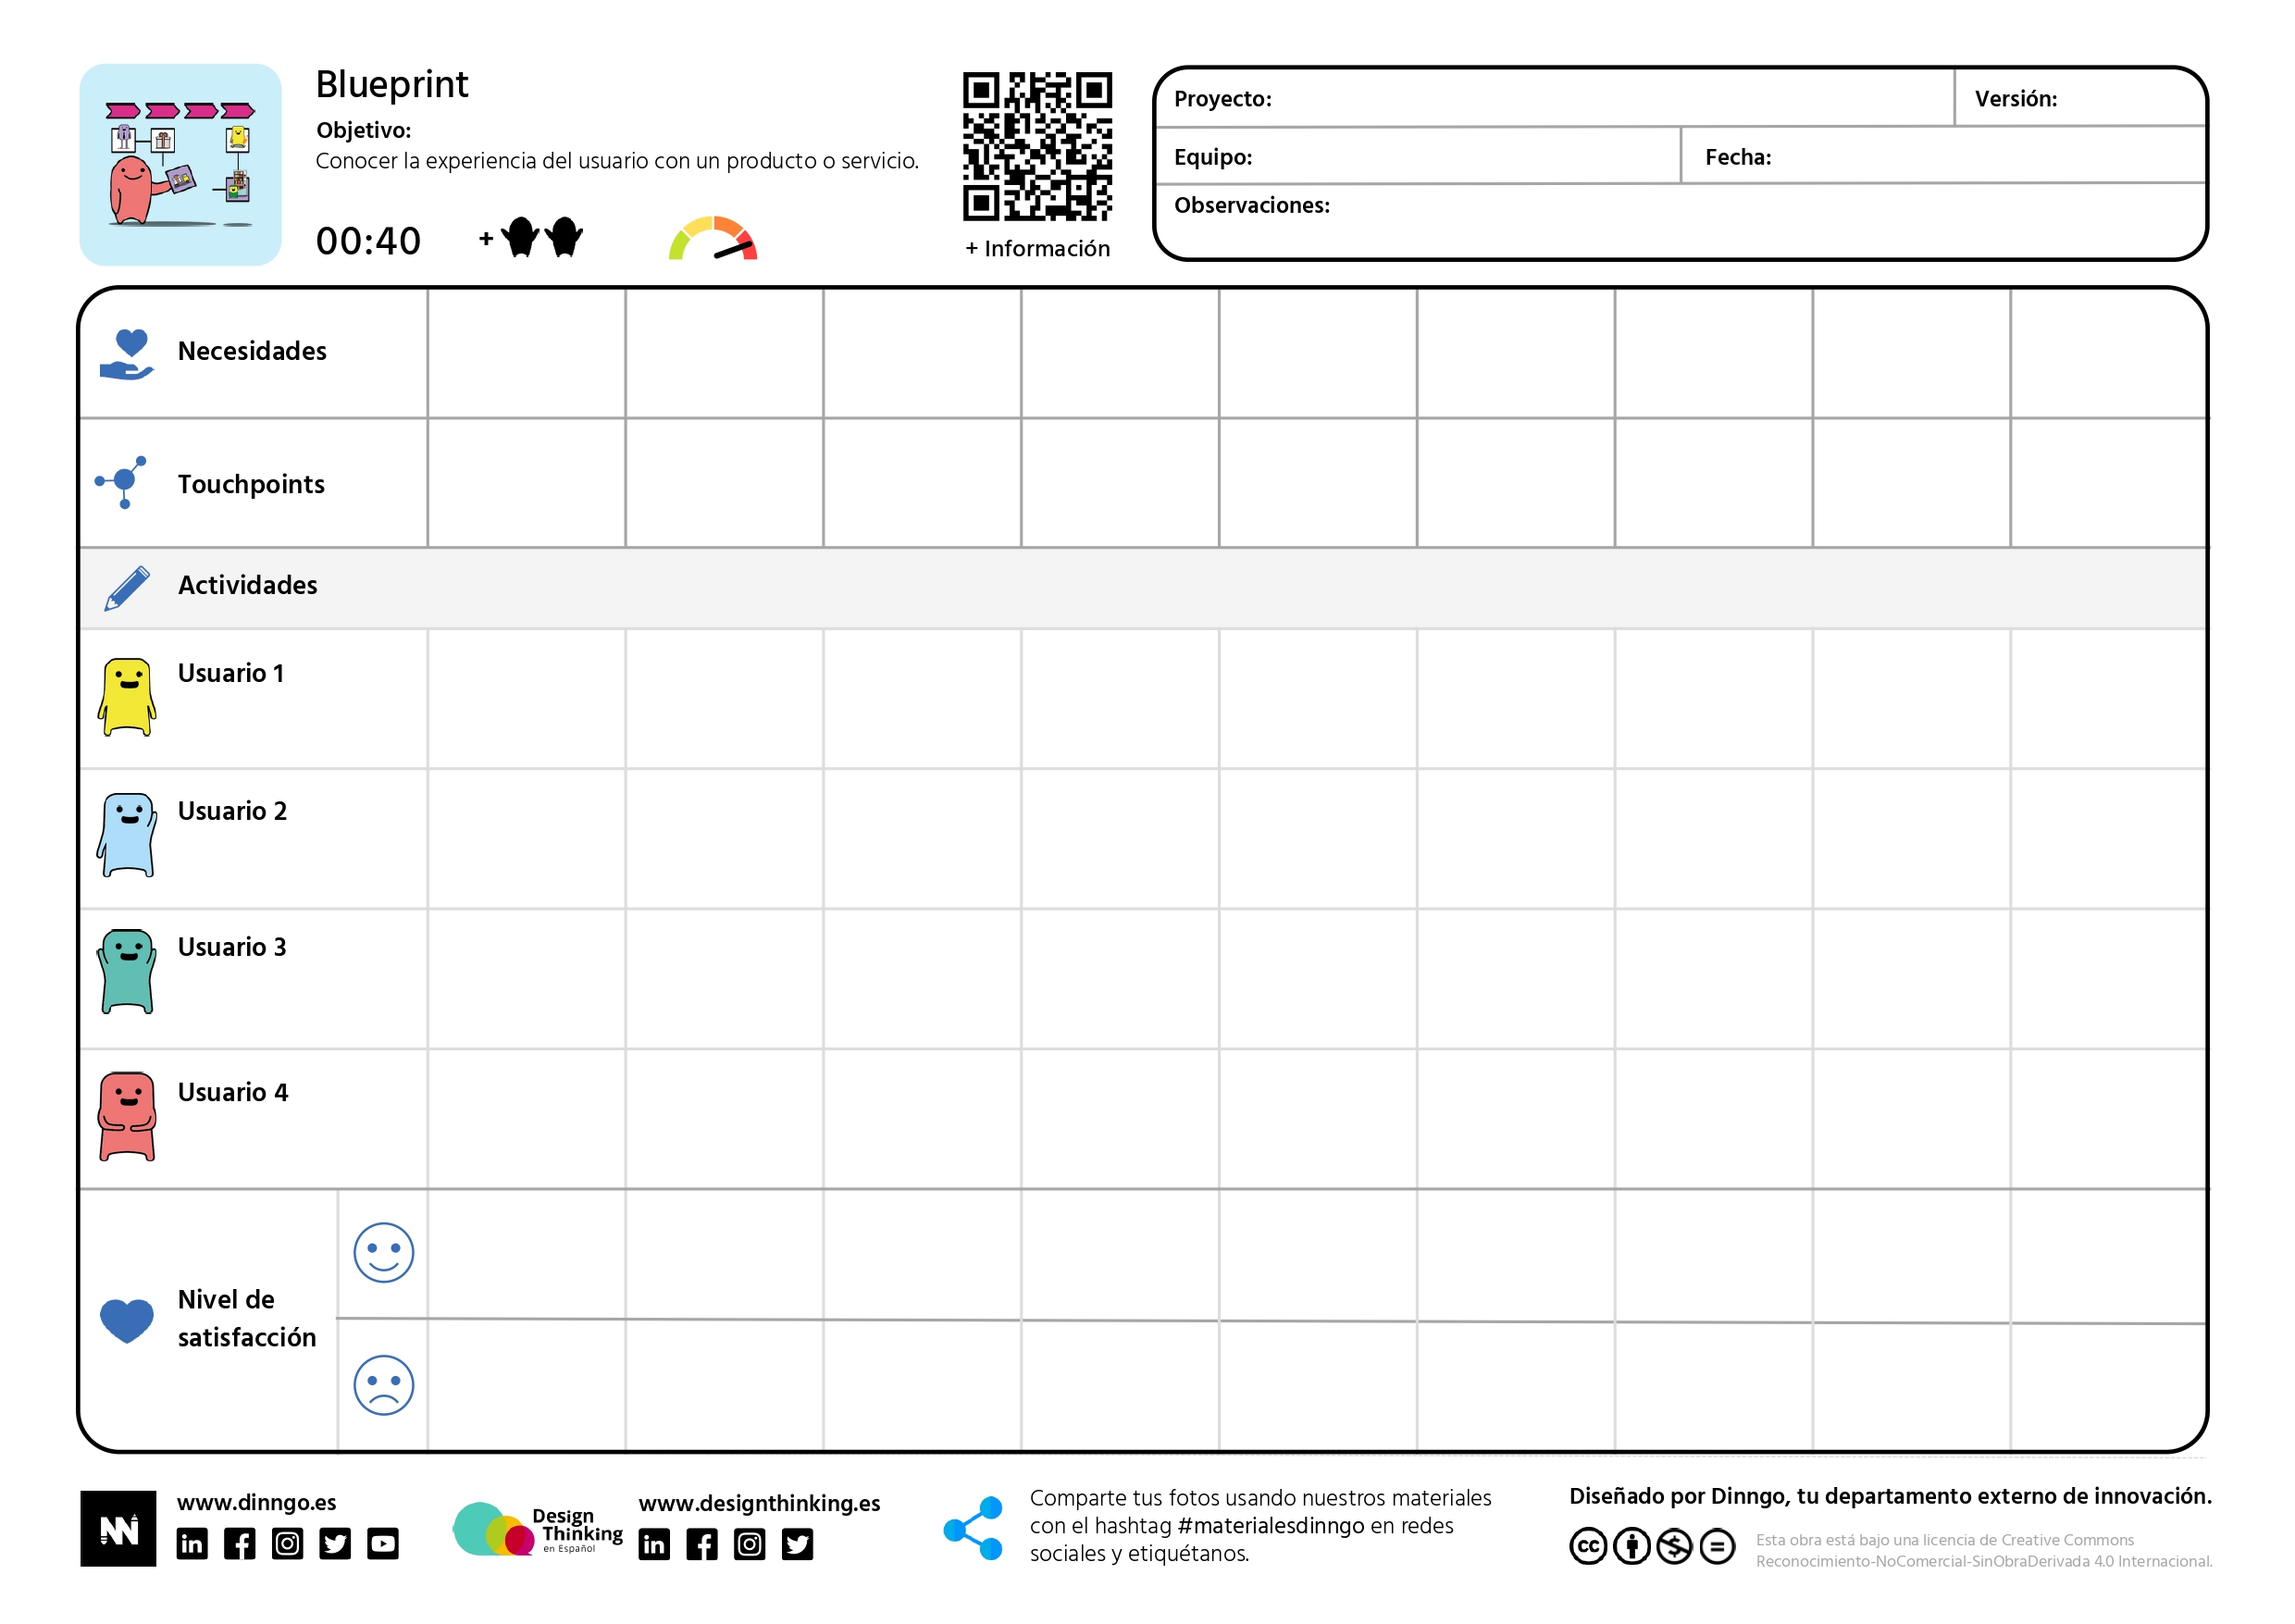 Blueprint
Objetivo:
Conocer la experiencia del usuario con un producto o servicio.
00:40
+
+ Información
Proyecto:
Versión:
Equipo:
Fecha:
Observaciones:
Necesidades
Touchpoints
Actividades
Usuario 1
Usuario 2
Usuario 3
Usuario 4
Nivel de
satisfacción
www.dinngo.es
Design
Thinking
en Español
www.designthinking.es
Comparte tus fotos usando nuestros materiales
con el hashtag #materialesdinngo en redes
sociales y etiquétanos.
Diseñado por Dinngo, tu departamento externo de innovación.
cc
Esta obra está bajo una licencia de Creative Commons
Reconocimiento-NoComercial-SinObraDerivada 4.0 Internacional.